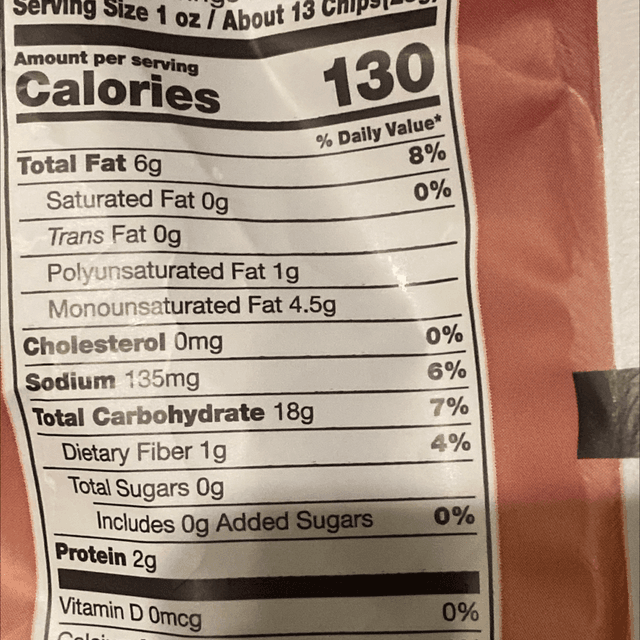 Serving Size 1 oz / About 13 Chips
Amount per serving
Calories 130
% Daily Value*
Total Fat 6g 8%
Saturated Fat 0g 0%
Trans Fat 0g
Polyunsaturated Fat 1g
Monounsaturated Fat 4.5g
Cholesterol 0mg 0%
Sodium 135mg 6%
Total Carbohydrate 18g 7%
Dietary Fiber 1g 4%
Total Sugars 0g
Includes 0g Added Sugars 0%
Protein 2g
Vitamin D 0mcg 0%